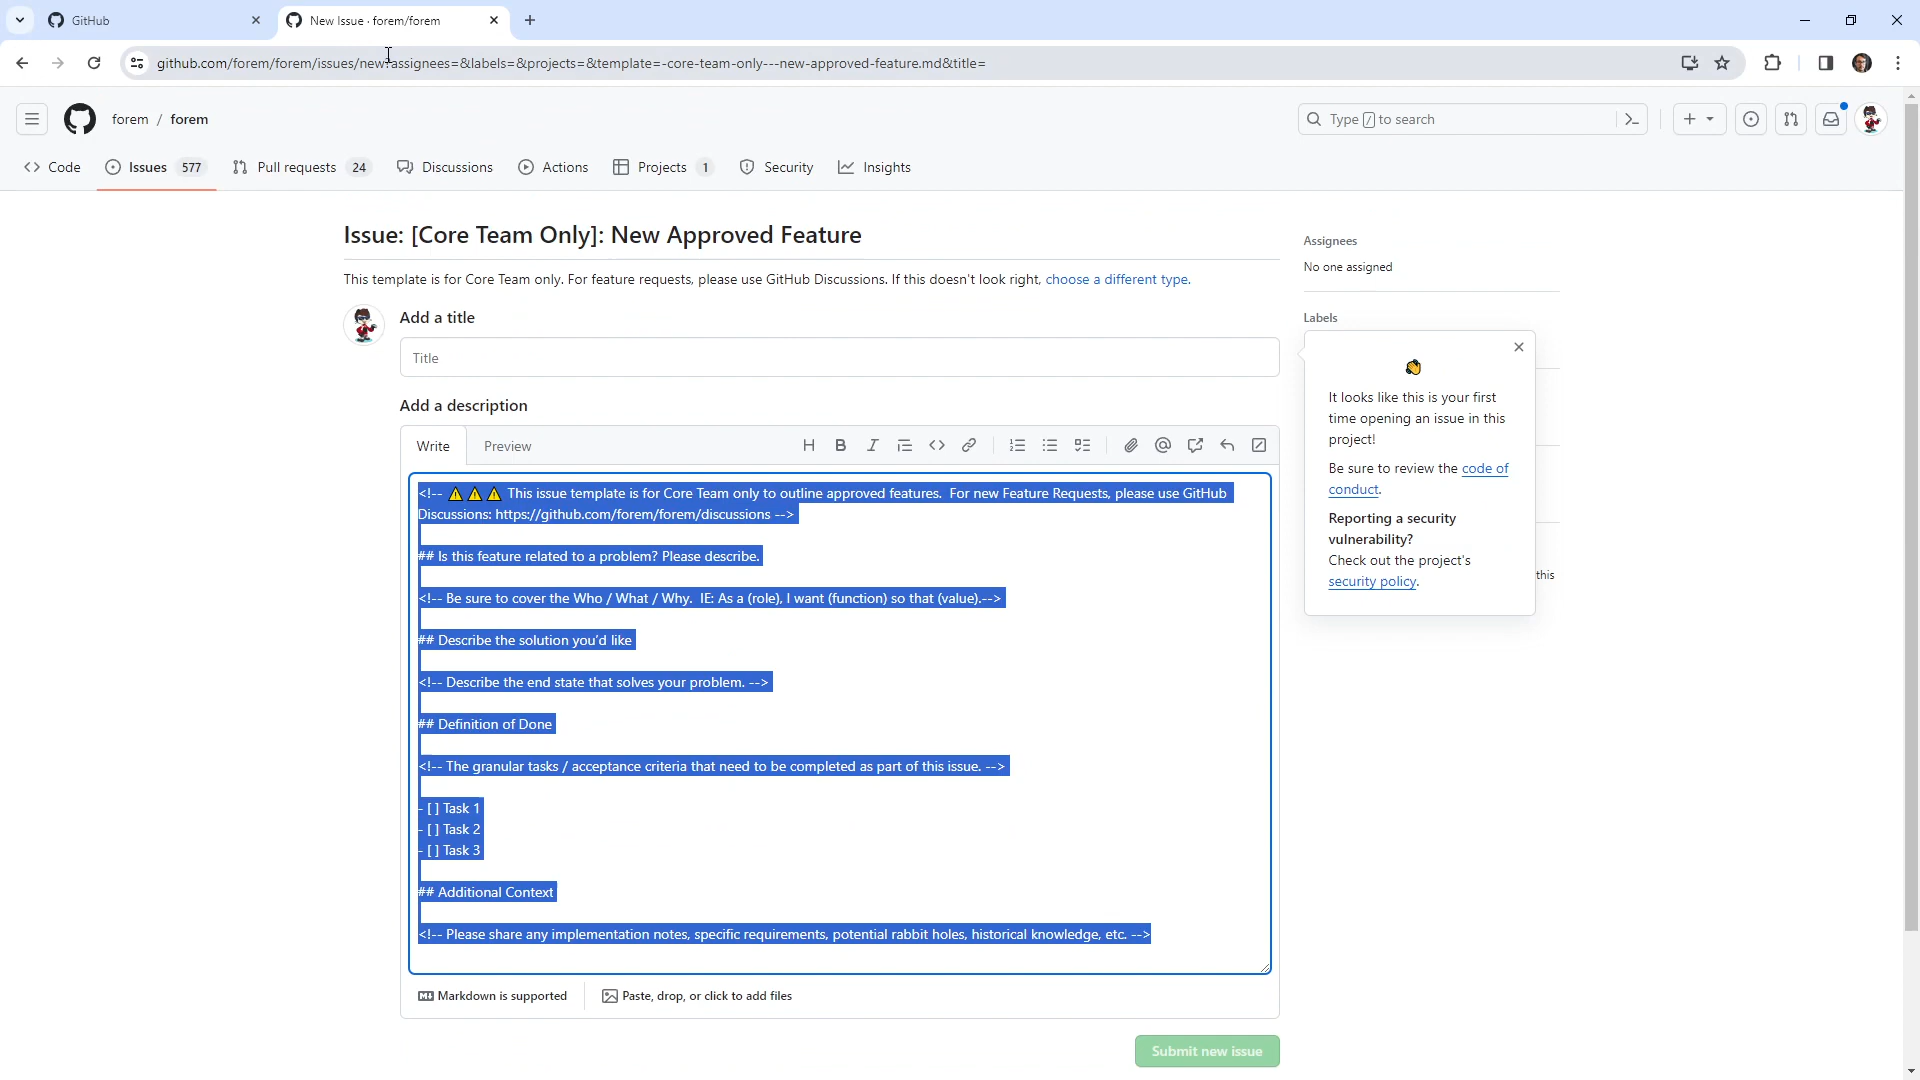 GitHub
New Issue · forem/forem
github.com/forem/forem/issues/new?assignees=&labels=&projects=&template=-core-team-only---new-approved-feature.md&title=
forem / forem
Type / to search
Code
Issues 577
Pull requests 24
Discussions
Actions
Projects 1
Security
Insights
Issue: [Core Team Only]: New Approved Feature
This template is for Core Team only. For feature requests, please use GitHub Discussions. If this doesn't look right, choose a different type.
Add a title
Title
Add a description
Write
Preview
<!-- ⚠️⚠️⚠️ This issue template is for Core Team only to outline approved features.  For new Feature Requests, please use GitHub
Discussions: https://github.com/forem/forem/discussions -->
## Is this feature related to a problem? Please describe.
<!-- Be sure to cover the Who / What / Why.  IE: As a (role), I want (function) so that (value).-->
## Describe the solution you'd like
<!-- Describe the end state that solves your problem. -->
## Definition of Done
<!-- The granular tasks / acceptance criteria that need to be completed as part of this issue. -->
- [ ] Task 1
- [ ] Task 2
- [ ] Task 3
## Additional Context
<!-- Please share any implementation notes, specific requirements, potential rabbit holes, historical knowledge, etc. -->
Markdown is supported
Paste, drop, or click to add files
Submit new issue
Assignees
No one assigned
Labels
👋
It looks like this is your first
time opening an issue in this
project!
Be sure to review the code of
conduct.
Reporting a security
vulnerability?
Check out the project's
security policy.
this